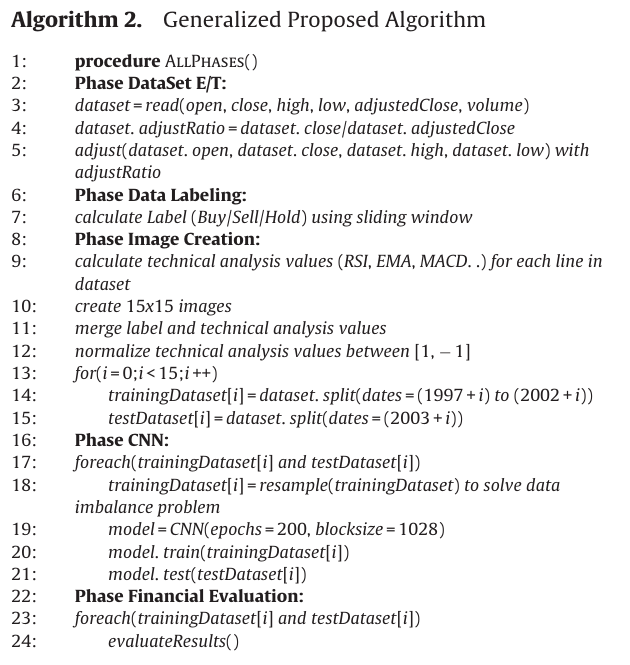 Algorithm 2. Generalized Proposed Algorithm
1: procedure ALLPHASES()
2: Phase DataSet E/T:
3: dataset = read(open, close, high, low, adjustedClose, volume)
4: dataset. adjustRatio = dataset. close/dataset. adjustedClose
5: adjust(dataset. open, dataset. close, dataset. high, dataset. low) with
adjustRatio
6: Phase Data Labeling:
7: calculate Label (Buy/Sell/Hold) using sliding window
8: Phase Image Creation:
9: calculate technical analysis values (RSI, EMA, MACD. .) for each line in
dataset
10: create 15x15 images
11: merge label and technical analysis values
12: normalize technical analysis values between [1, − 1]
13: for(i = 0;i < 15;i ++)
14: trainingDataset[i] = dataset. split(dates = (1997 + i) to (2002 + i))
15: testDataset[i] = dataset. split(dates = (2003 + i))
16: Phase CNN:
17: foreach(trainingDataset[i] and testDataset[i])
18: trainingDataset[i] = resample(trainingDataset) to solve data
imbalance problem
19: model = CNN(epochs = 200, blocksize = 1028)
20: model. train(trainingDataset[i])
21: model. test(testDataset[i])
22: Phase Financial Evaluation:
23: foreach(trainingDataset[i] and testDataset[i])
24: evaluateResults()